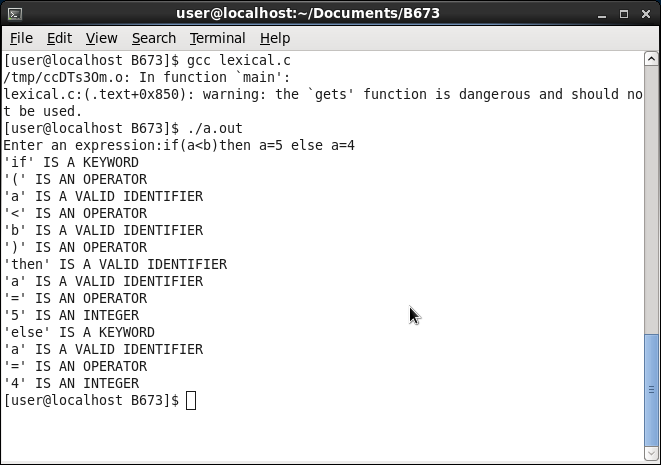 user@localhost:~/Documents/B673
File Edit View Search Terminal Help
[user@localhost B673]$ gcc lexical.c
/tmp/ccDTs3Om.o: In function `main':
lexical.c:(.text+0x850): warning: the `gets' function is dangerous and should no
t be used.
[user@localhost B673]$ ./a.out
Enter an expression:if(a<b)then a=5 else a=4
'if' IS A KEYWORD
'(' IS AN OPERATOR
'a' IS A VALID IDENTIFIER
'<' IS AN OPERATOR
'b' IS A VALID IDENTIFIER
')' IS AN OPERATOR
'then' IS A VALID IDENTIFIER
'a' IS A VALID IDENTIFIER
'=' IS AN OPERATOR
'5' IS AN INTEGER
'else' IS A KEYWORD
'a' IS A VALID IDENTIFIER
'=' IS AN OPERATOR
'4' IS AN INTEGER
[user@localhost B673]$